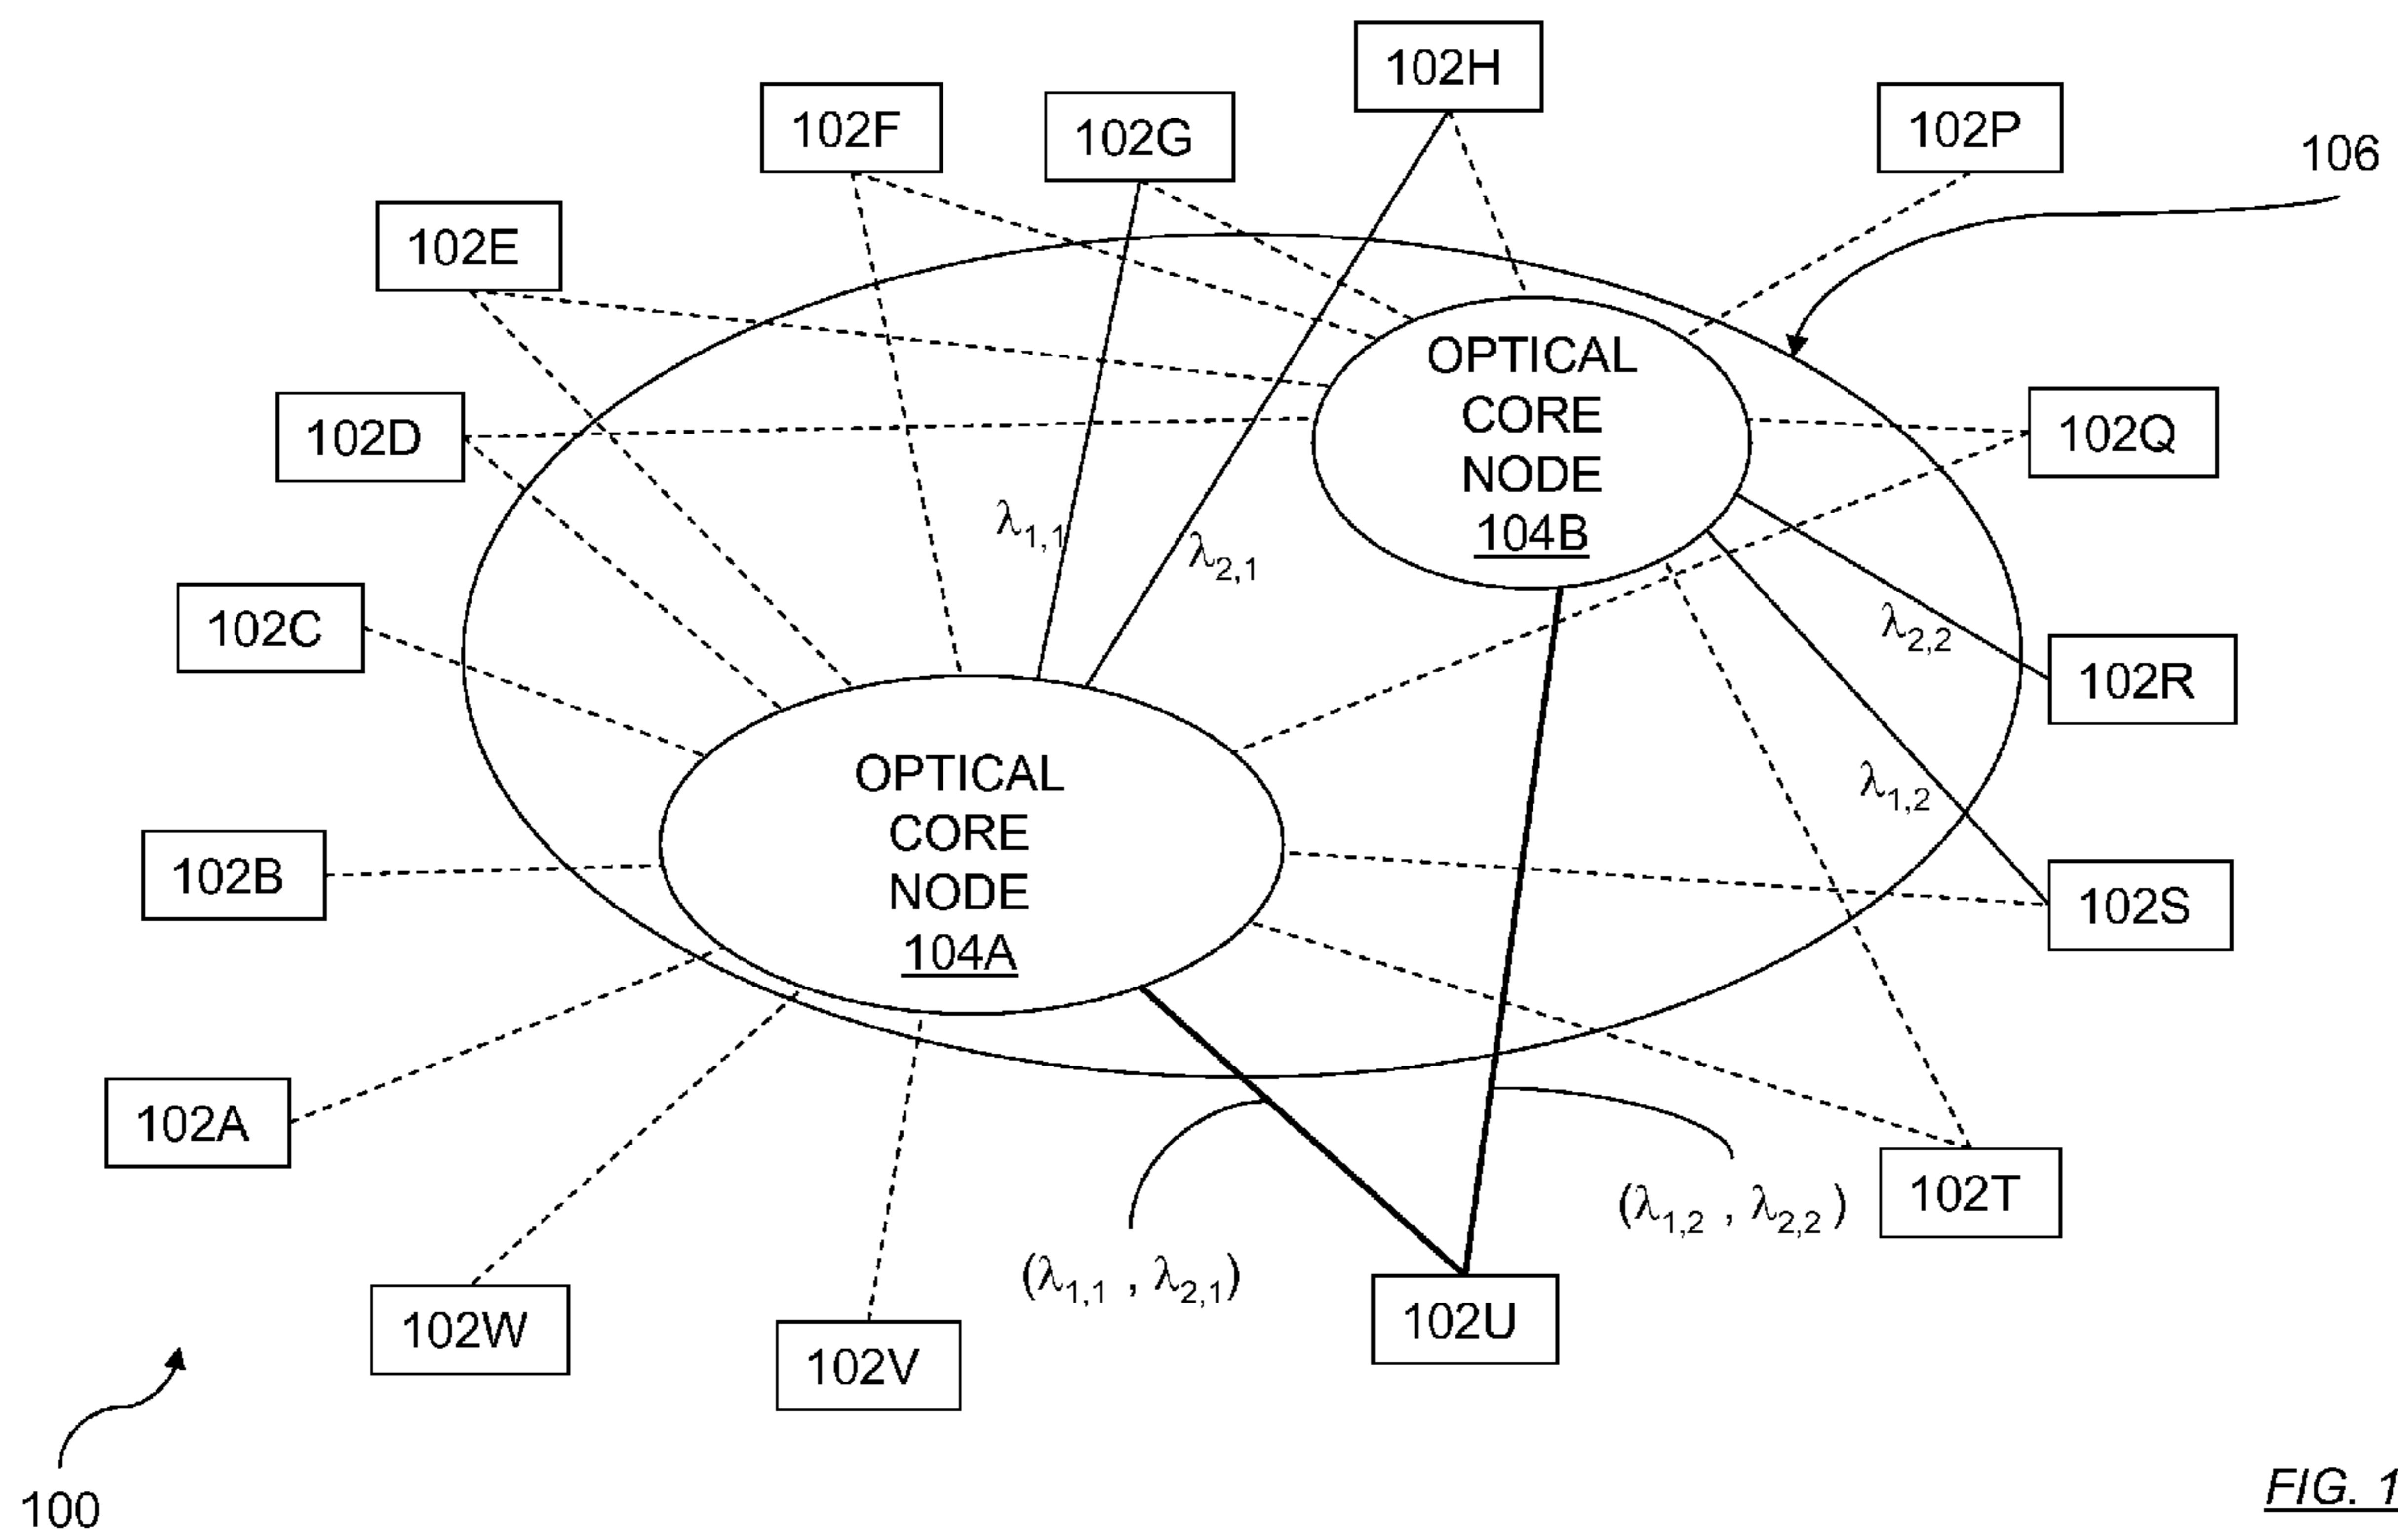 102H
102F
102G
102P
106
102E
OPTICAL
CORE
NODE
104B
102D
102Q
λ1,1
λ2,1
102C
λ2,2
102R
OPTICAL
CORE
NODE
104A
λ1,2
102B
102S
102A
102T
(λ1,2 , λ2,2)
(λ1,1 , λ2,1)
102W
102V
102U
100
FIG. 1